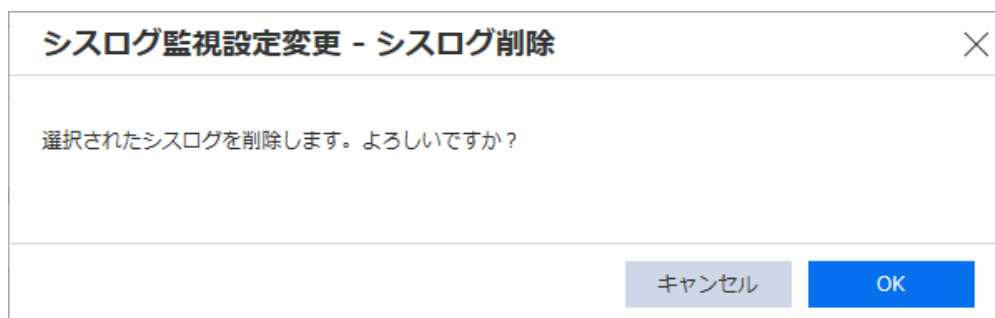 シスログ監視設定変更 - シスログ削除
選択されたシスログを削除します。よろしいですか？
キャンセル
OK